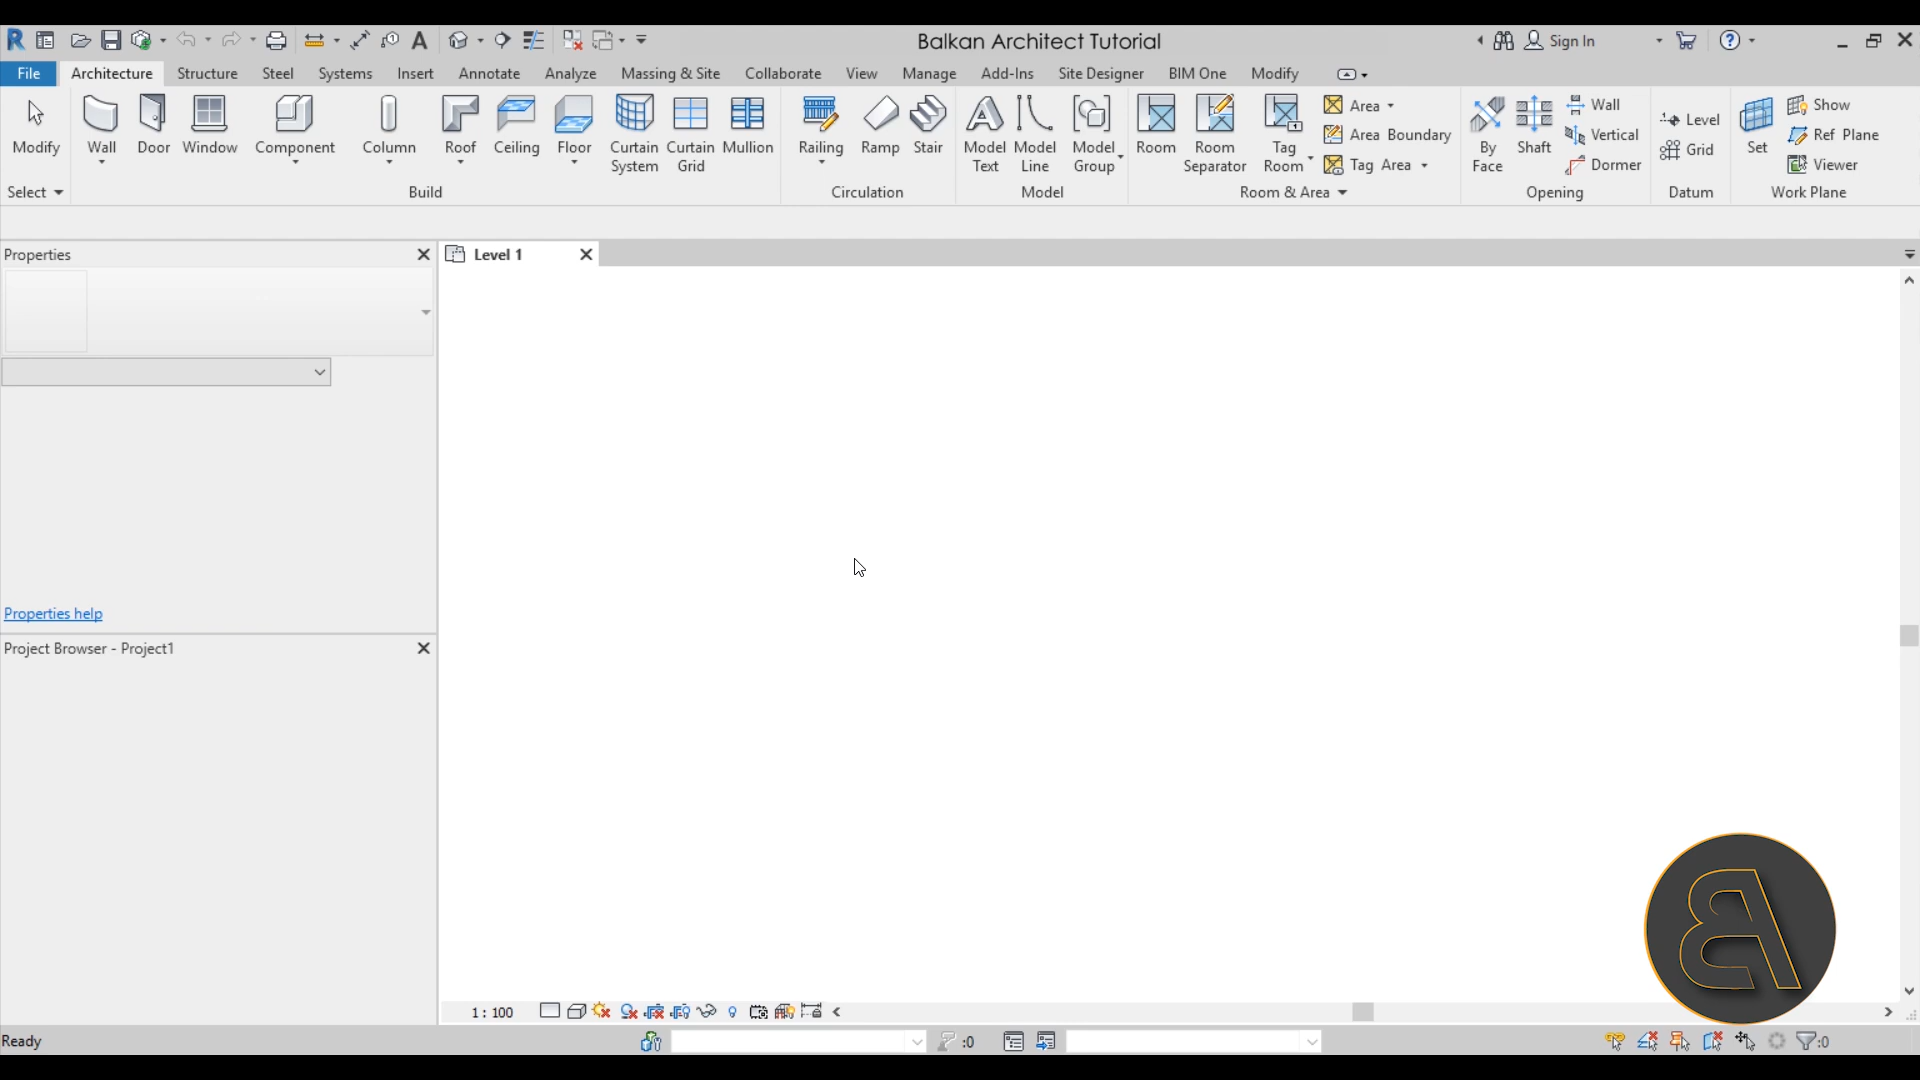 Balkan Architect Tutorial
Sign In
File Architecture Structure Steel Systems Insert Annotate Analyze Massing & Site Collaborate View Manage Add-Ins Site Designer BIM One Modify
Modify Wall Door Window Component Column Roof Ceiling Floor Curtain System Curtain Grid Mullion Railing Ramp Stair Model Text Model Line Model Group Room Room Separator Tag Room
Area
Area Boundary
Tag Area
By Face Shaft
Wall
Vertical
Dormer
Level
Grid
Set
Show
Ref Plane
Viewer
Select Build Circulation Model Room & Area Opening Datum Work Plane
Properties
Level 1
Properties help
Project Browser - Project1
1 : 100
Ready
:0
:0